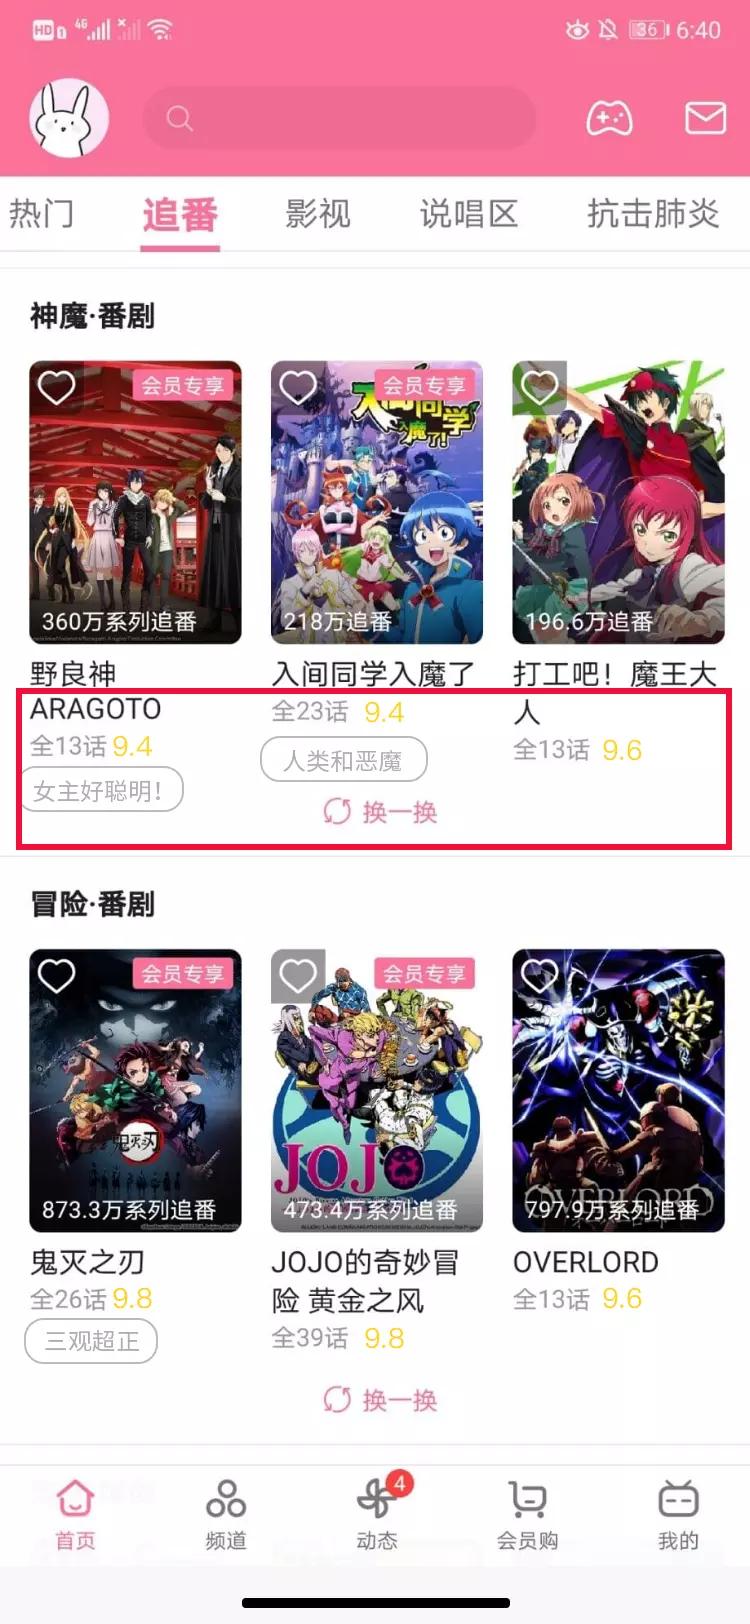 HD 1 4G 36 6:40
热门 追番 影视 说唱区 抗击肺炎
神魔·番剧
会员专享
会员专享
入间同学
入魔了!
360万系列追番
218万追番
196.6万追番
野良神
ARAGOTO
全13话 9.4
女主好聪明!
入间同学入魔了
全23话 9.4
人类和恶魔
打工吧！魔王大
人
全13话 9.6
换一换
冒险·番剧
会员专享
会员专享
鬼灭之刃
JOJO
OVERLORD
873.3万系列追番
473.4万系列追番
797.9万系列追番
鬼灭之刃
全26话 9.8
三观超正
JOJO的奇妙冒
险 黄金之风
全39话 9.8
OVERLORD
全13话 9.6
换一换
4
首页 频道 动态 会员购 我的